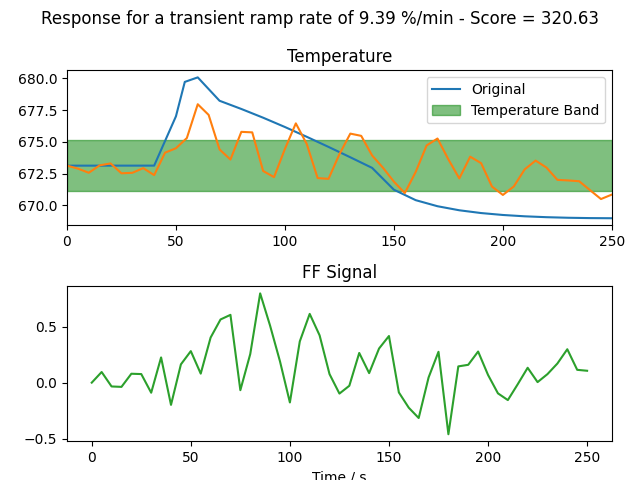 Response for a transient ramp rate of 9.39 %/min - Score = 320.63
Temperature
680.0
677.5
675.0
672.5
670.0
Original
Temperature Band
0 50 100 150 200 250
FF Signal
0.5
0.0
−0.5
0 50 100 150 200 250
Time / s